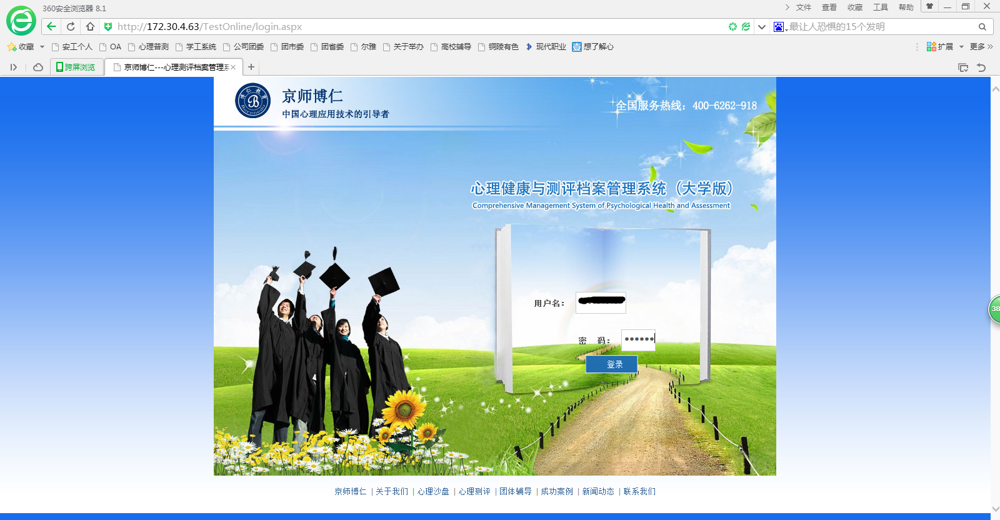 360安全浏览器 8.1
文件 查看 收藏 工具 帮助
http://172.30.4.63/TestOnline/login.aspx
最让人恐惧的15个发明
收藏 安工个人 OA 心理普测 学工系统 公司团委 团市委 团省委 尔雅 关于举办 高校辅导 铜陵有色 现代职业 想了解心 扩展 更多
跨屏浏览 京师博仁---心理测评档案管理系
博仁教育
B
京师博仁
中国心理应用技术的引导者
全国服务热线：400-6262-918
心理健康与测评档案管理系统（大学版）
Comprehensive Management System of Psychological Health and Assessment
38
用户名：
密 码：
登录
京师博仁 | 关于我们 | 心理沙盘 | 心理测评 | 团体辅导 | 成功案例 | 新闻动态 | 联系我们